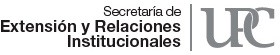 Secretaría de
Extensión y Relaciones
Institucionales
UPC